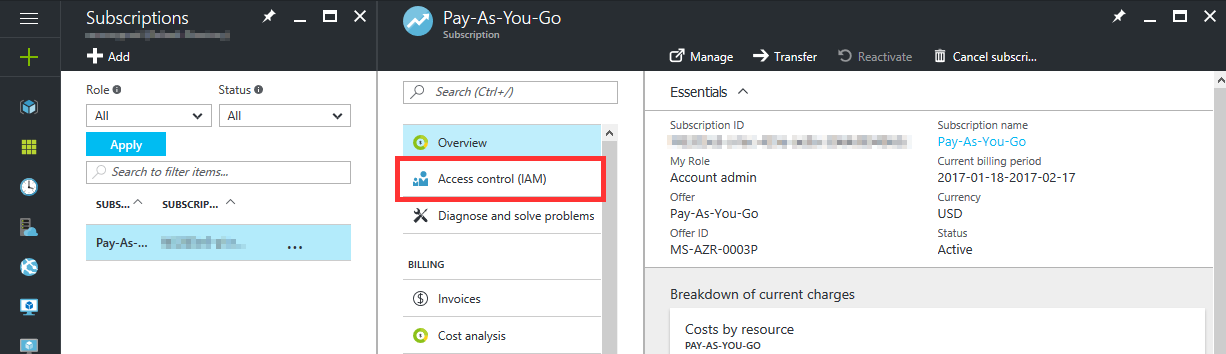 Subscriptions
Add
Role
Status
All
All
Apply
Search to filter items...
SUBS...
SUBSCRIP...
Pay-As-...
...
Pay-As-You-Go
Subscription
Manage
Transfer
Reactivate
Cancel subscri...
Search (Ctrl+/)
Overview
Access control (IAM)
Diagnose and solve problems
BILLING
Invoices
Cost analysis
Essentials
Subscription ID
Subscription name
Pay-As-You-Go
My Role
Account admin
Current billing period
2017-01-18-2017-02-17
Offer
Pay-As-You-Go
Currency
USD
Offer ID
MS-AZR-0003P
Status
Active
Breakdown of current charges
Costs by resource
PAY-AS-YOU-GO